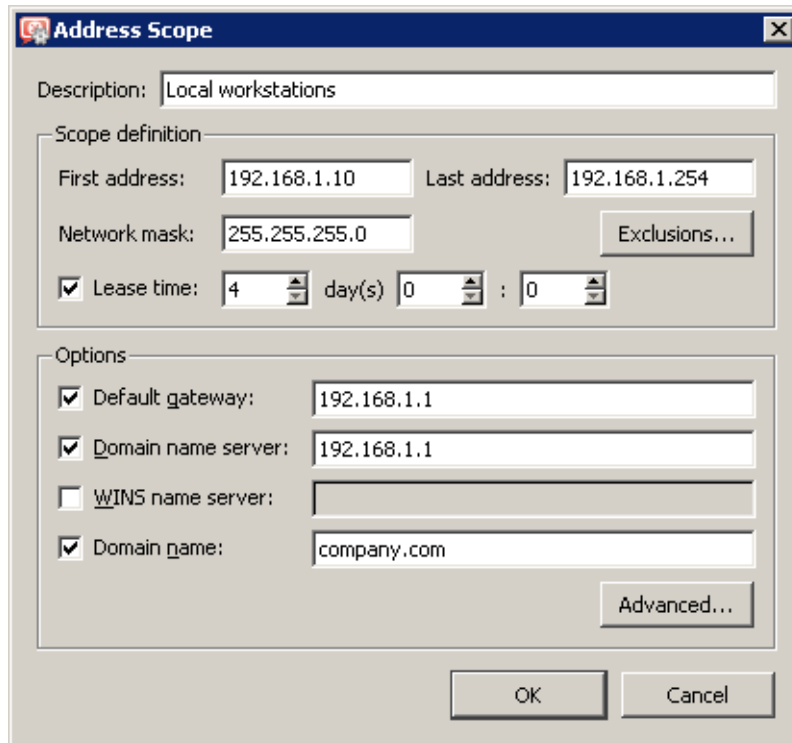 Address Scope
Description: Local workstations
Scope definition
First address: 192.168.1.10 Last address: 192.168.1.254
Network mask: 255.255.255.0 Exclusions...
Lease time: 4 day(s) 0 : 0
Options
Default gateway: 192.168.1.1
Domain name server: 192.168.1.1
WINS name server:
Domain name: company.com
Advanced...
OK Cancel